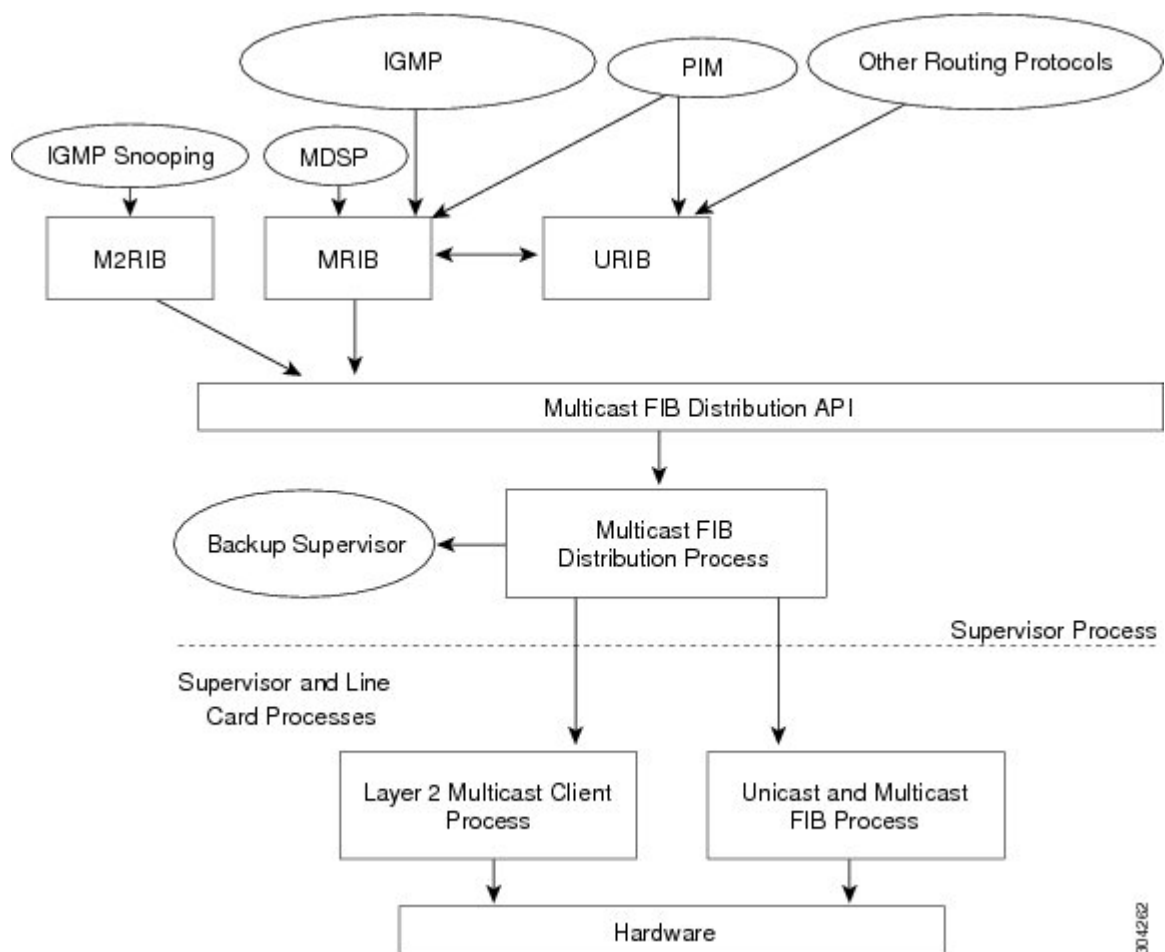 IGMP
PIM
Other Routing Protocols
IGMP Snooping
MDSP
M2RIB
MRIB
URIB
Multicast FIB Distribution API
Multicast FIB
Distribution Process
Backup Supervisor
Supervisor Process
Supervisor and Line
Card Processes
Layer 2 Multicast Client
Process
Unicast and Multicast
FIB Process
Hardware
304262